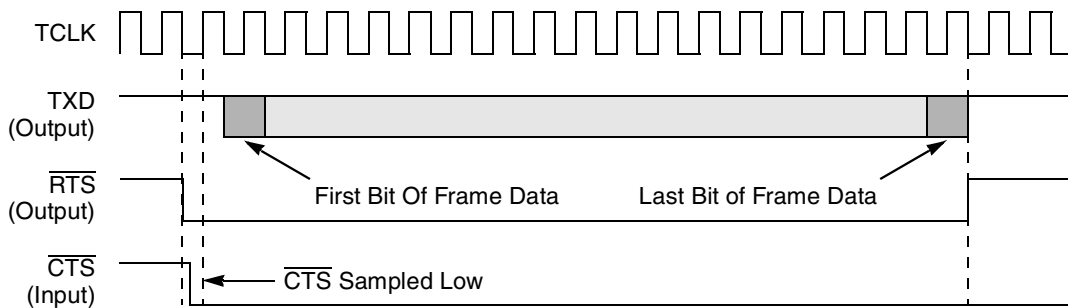 TCLK
TXD
(Output)
First Bit Of Frame Data
Last Bit of Frame Data
RTS
(Output)
CTS
(Input)
CTS Sampled Low